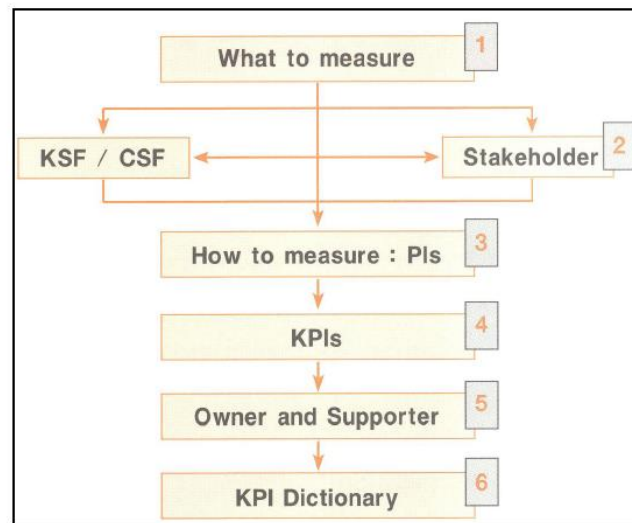 1
What to measure
KSF / CSF
Stakeholder
2
How to measure : PIs
3
KPIs
4
Owner and Supporter
5
KPI Dictionary
6